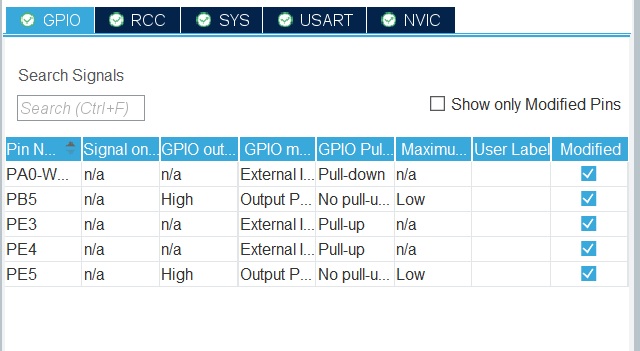 GPIO RCC SYS USART NVIC
Search Signals
Search (Ctrl+F)
Show only Modified Pins
Pin N... Signal on... GPIO out... GPIO m... GPIO Pul... Maximu... User Label Modified
PA0-W... n/a n/a External I... Pull-down n/a
PB5 n/a High Output P... No pull-u... Low
PE3 n/a n/a External I... Pull-up n/a
PE4 n/a n/a External I... Pull-up n/a
PE5 n/a High Output P... No pull-u... Low